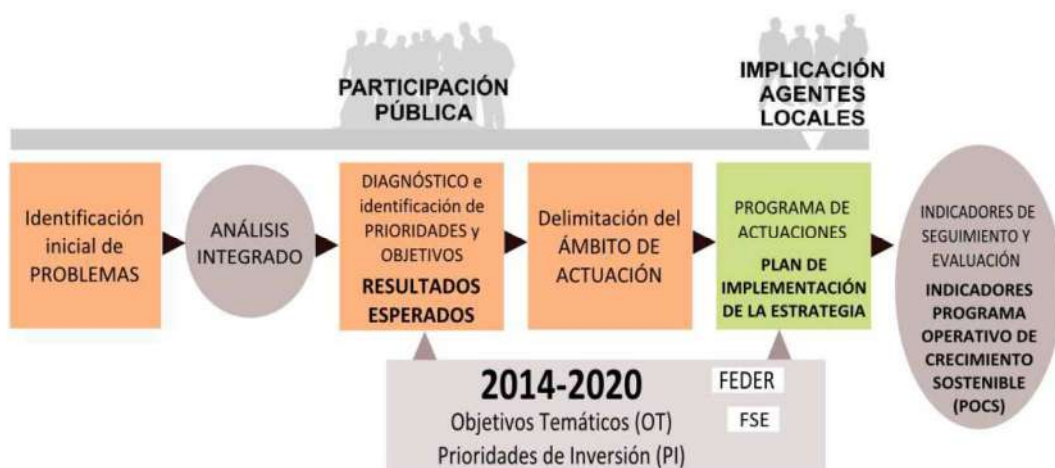 PARTICIPACIÓN
PÚBLICA
IMPLICACIÓN
AGENTES
LOCALES
Identificación
inicial de
PROBLEMAS
ANÁLISIS
INTEGRADO
DIAGNÓSTICO e
identificación de
PRIORIDADES y
OBJETIVOS
RESULTADOS
ESPERADOS
Delimitación del
ÁMBITO DE
ACTUACIÓN
PROGRAMA DE
ACTUACIONES
PLAN DE
IMPLEMENTACIÓN
DE LA ESTRATEGIA
INDICADORES DE
SEGUIMIENTO Y
EVALUACIÓN
INDICADORES
PROGRAMA
OPERATIVO DE
CRECIMIENTO
SOSTENIBLE
(POCS)
2014-2020
FEDER
Objetivos Temáticos (OT)
FSE
Prioridades de Inversión (PI)